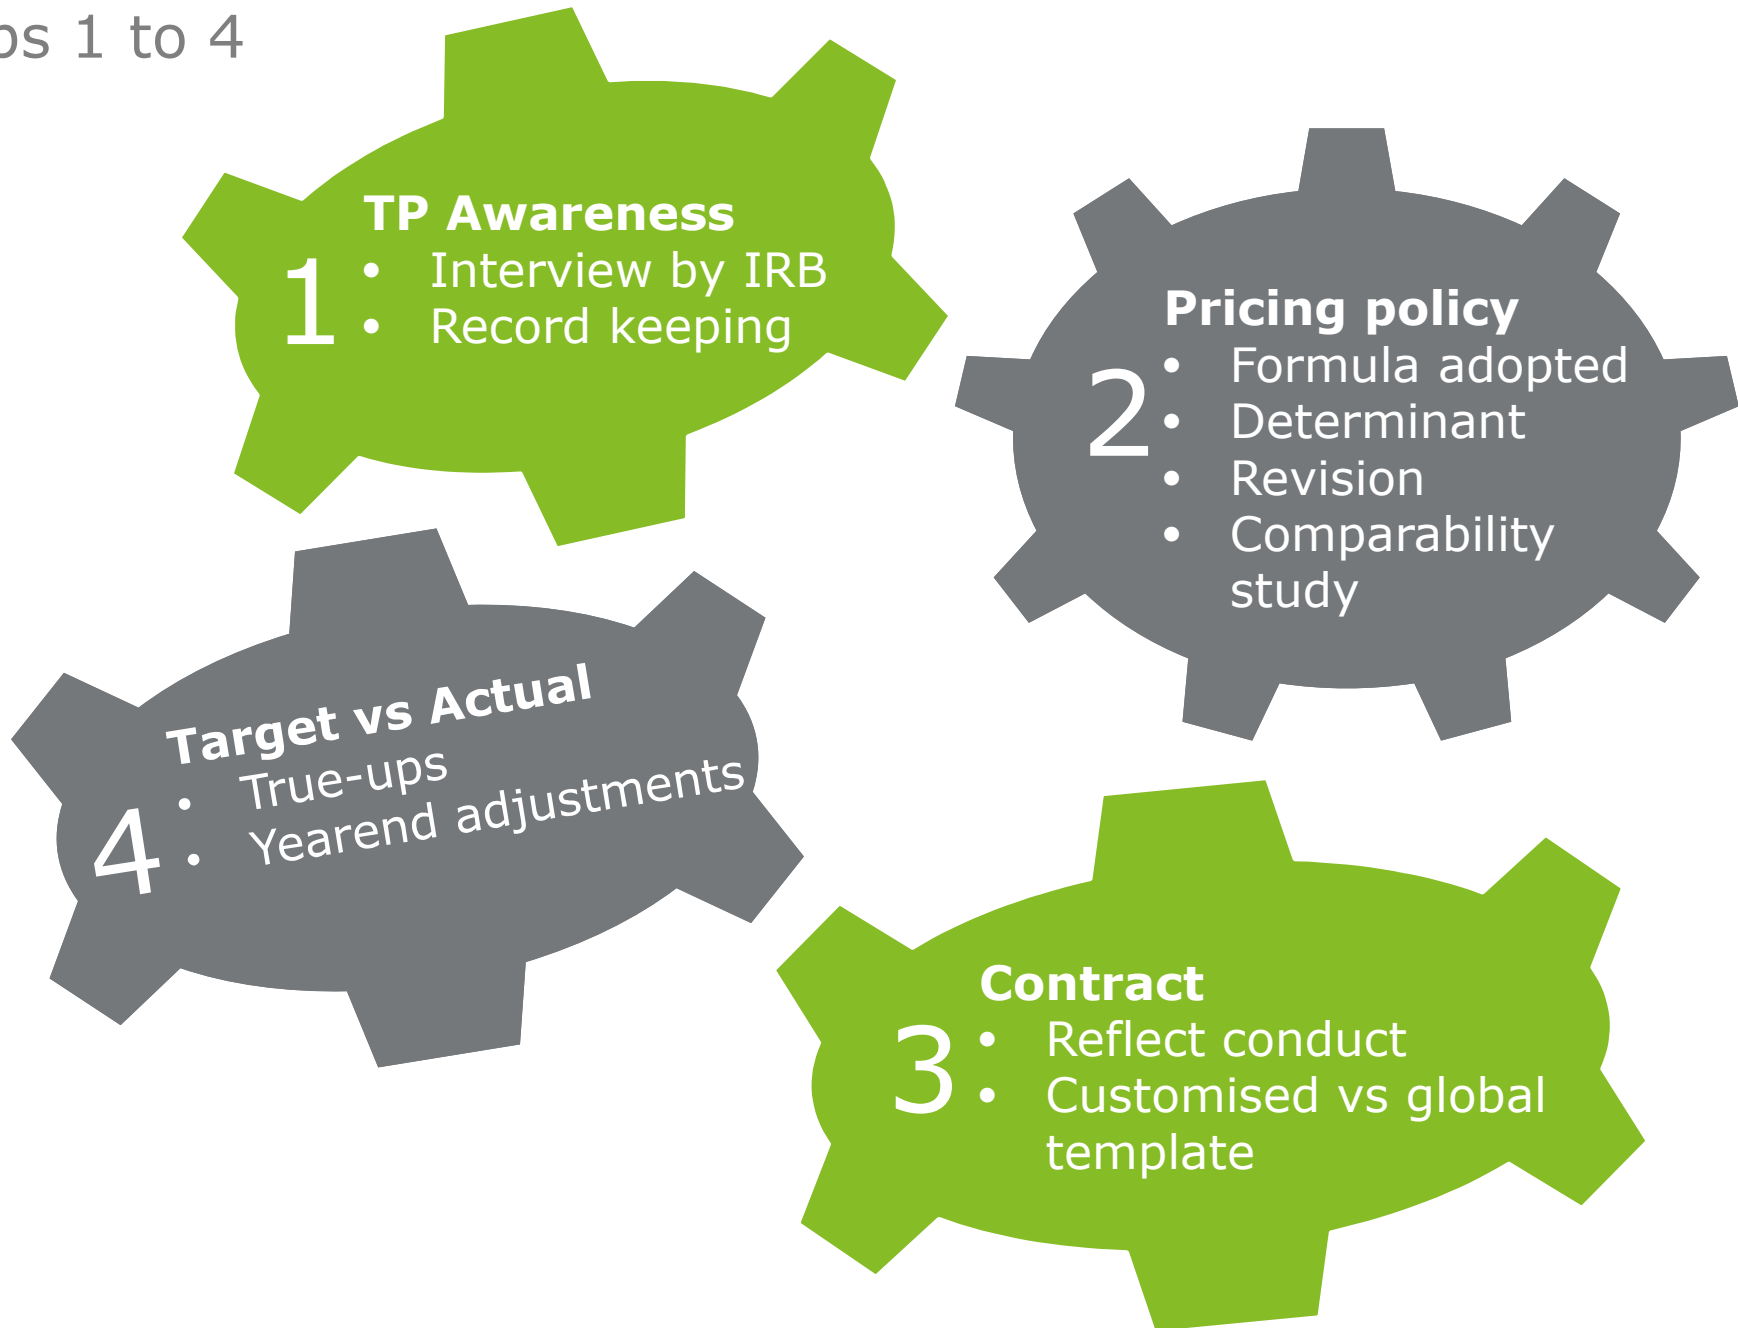 1 to 4
1
TP Awareness
• Interview by IRB
• Record keeping
2
Pricing policy
• Formula adopted
• Determinant
• Revision
• Comparability
study
3
Contract
• Reflect conduct
• Customised vs global
template
4
Target vs Actual
• True-ups
• Yearend adjustments